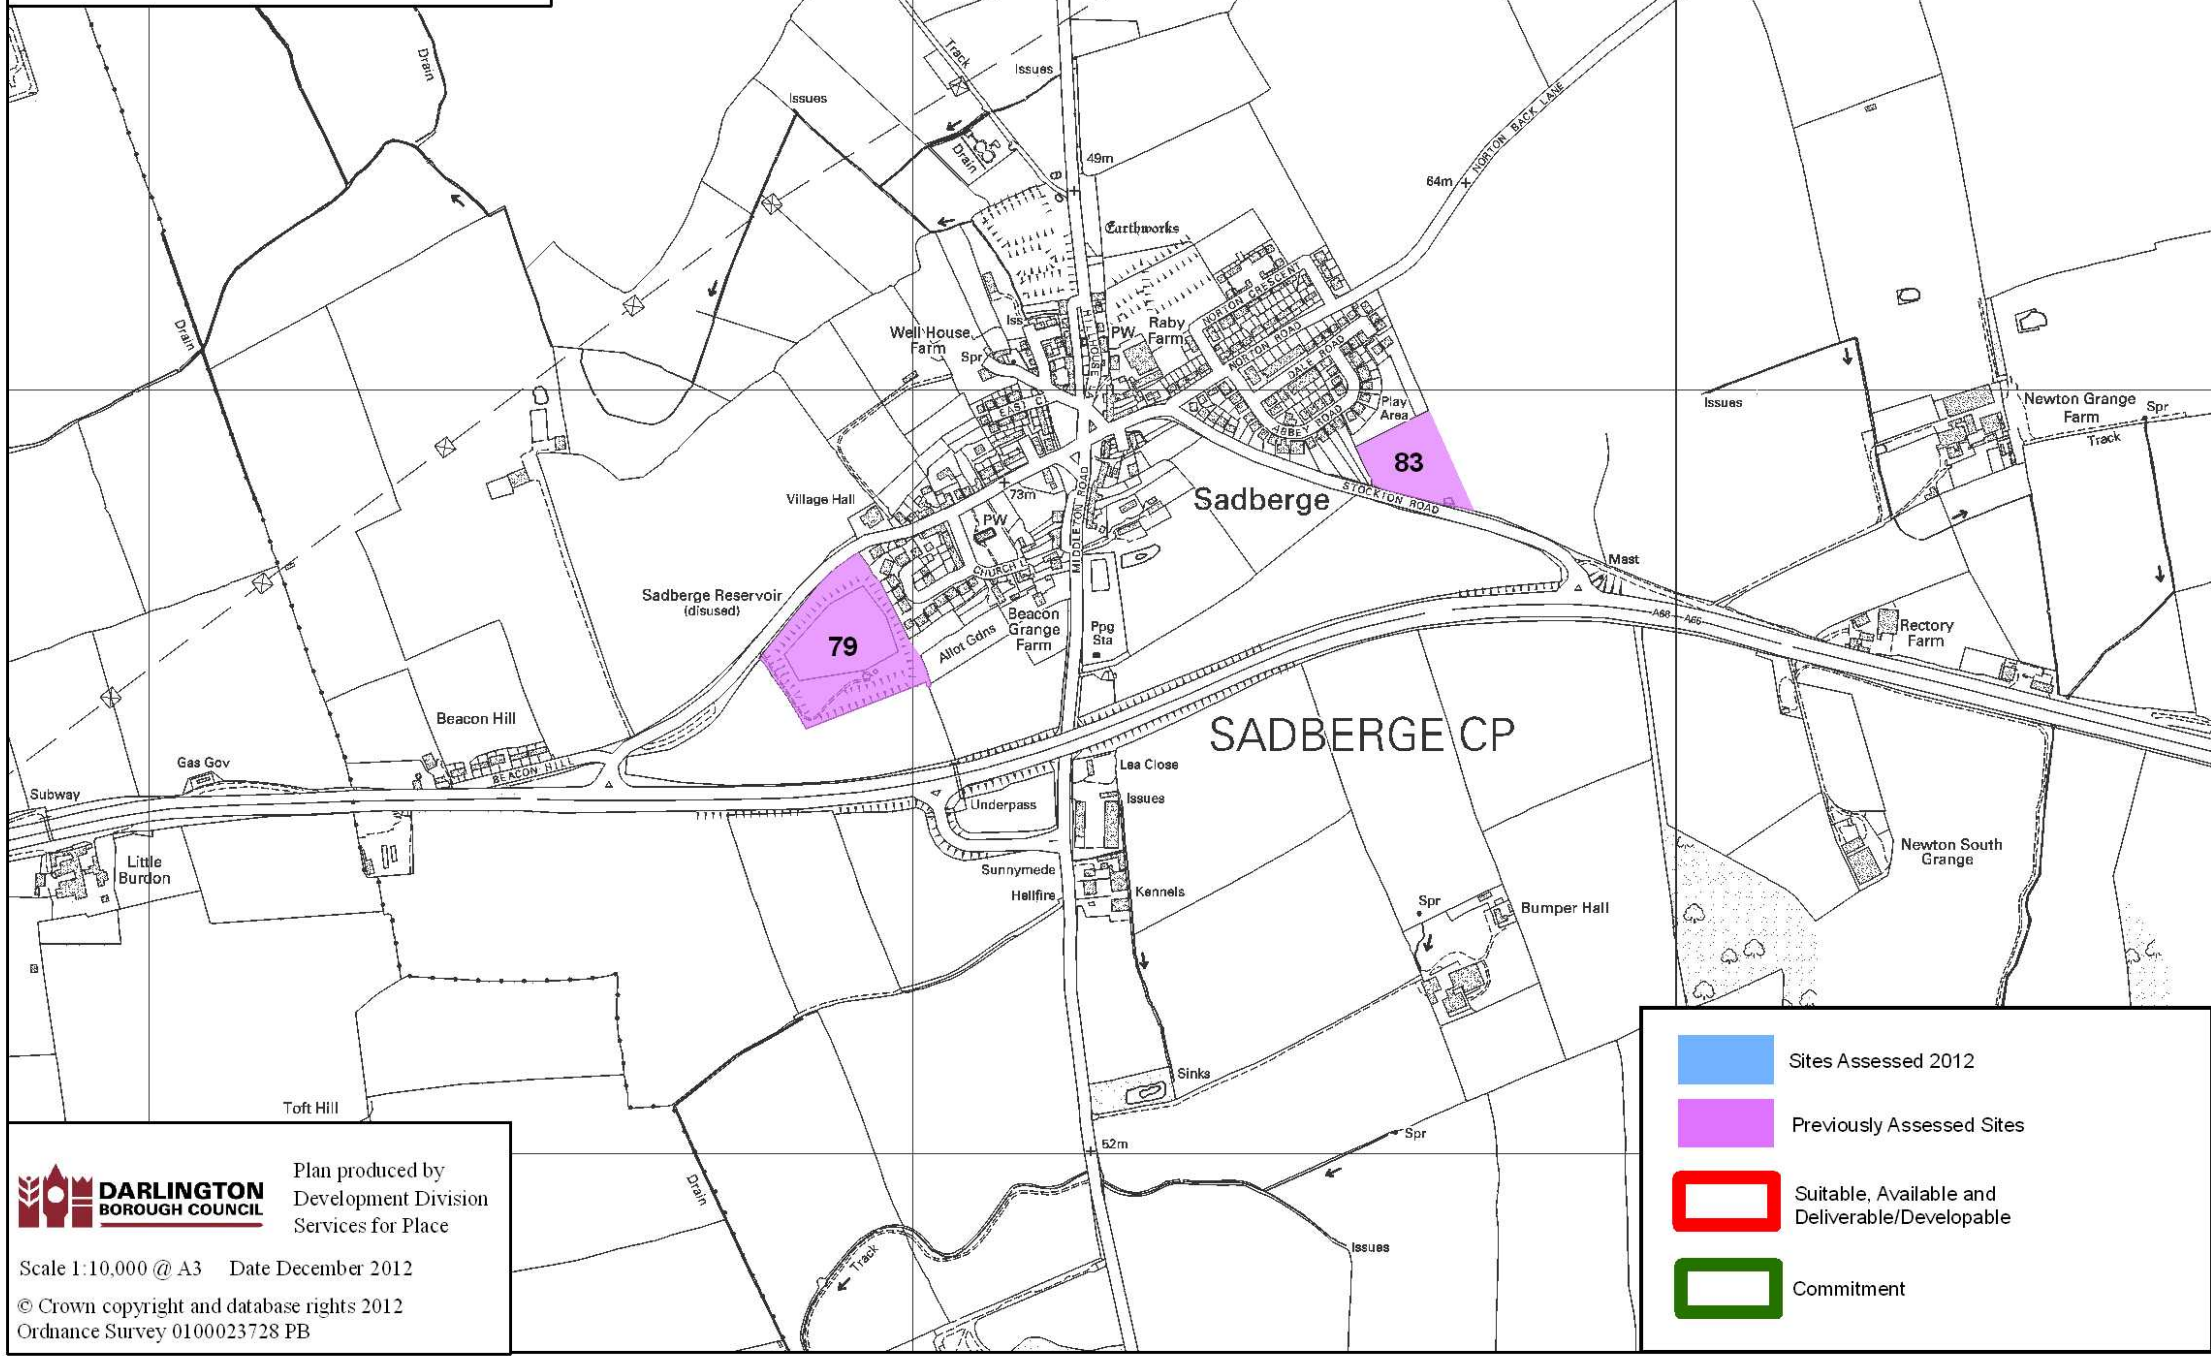 Drain
Track
Issues
Issues
Drain
49m
NORTON BACK LANE
64m
Earthworks
Drain
Iss
HILLHOUSE L
PW
Raby
Farm
NORTON CRESCENT
NORTON ROAD
DALE ROAD
Well House
Farm
Spr
EAST C
ABBEY ROAD
Play
Area
Issues
Newton Grange
Farm
Spr
Track
83
STOCKTON ROAD
Sadberge
Village Hall
73m
PW
MIDDLETON ROAD
CHURCH L
Mast
Sadberge Reservoir
(disused)
79
Beacon
Grange
Farm
Allot Gdns
Ppg
Sta
A66
A66
Rectory
Farm
Beacon Hill
BEACON HILL
SADBERGE CP
Gas Gov
Subway
Lea Close
Issues
Underpass
Little
Burdon
Sunnymede
Hellfire
Kennels
Spr
Bumper Hall
Newton South
Grange
Sinks
Toft Hill
52m
Spr
Drain
Track
Issues
DARLINGTON
BOROUGH COUNCIL
Plan produced by
Development Division
Services for Place
Scale 1:10,000 @ A3 Date December 2012
© Crown copyright and database rights 2012
Ordnance Survey 0100023728 PB
Sites Assessed 2012
Previously Assessed Sites
Suitable, Available and
Deliverable/Developable
Commitment